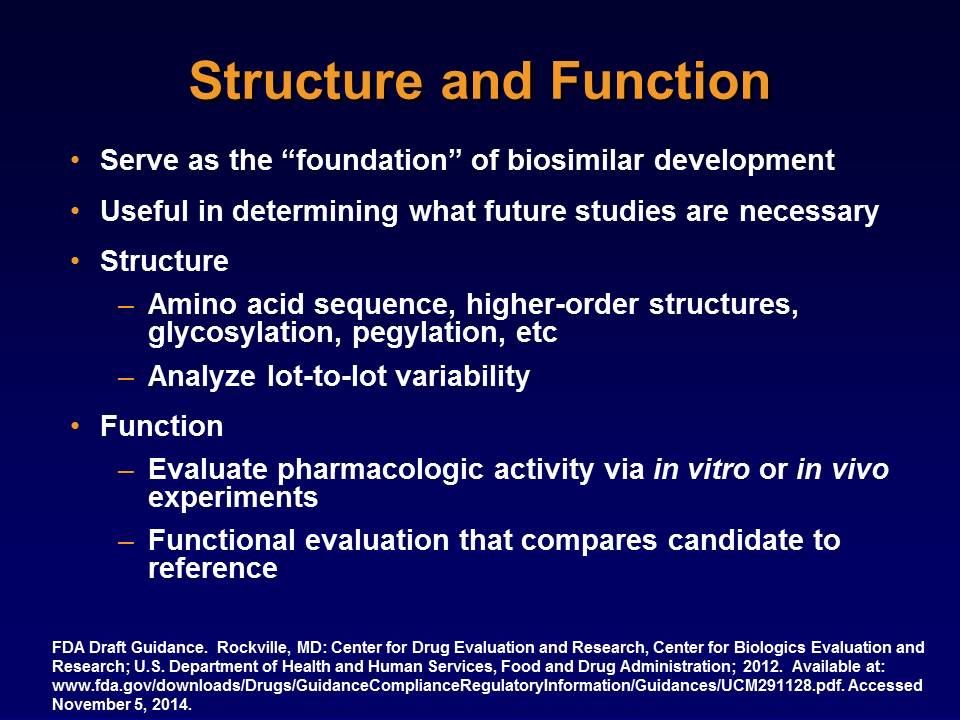 Structure and Function
• Serve as the “foundation” of biosimilar development
• Useful in determining what future studies are necessary
• Structure
– Amino acid sequence, higher-order structures,
glycosylation, pegylation, etc
– Analyze lot-to-lot variability
• Function
– Evaluate pharmacologic activity via in vitro or in vivo
experiments
– Functional evaluation that compares candidate to
reference
FDA Draft Guidance. Rockville, MD: Center for Drug Evaluation and Research, Center for Biologics Evaluation and
Research; U.S. Department of Health and Human Services, Food and Drug Administration; 2012. Available at:
www.fda.gov/downloads/Drugs/GuidanceComplianceRegulatoryInformation/Guidances/UCM291128.pdf. Accessed
November 5, 2014.